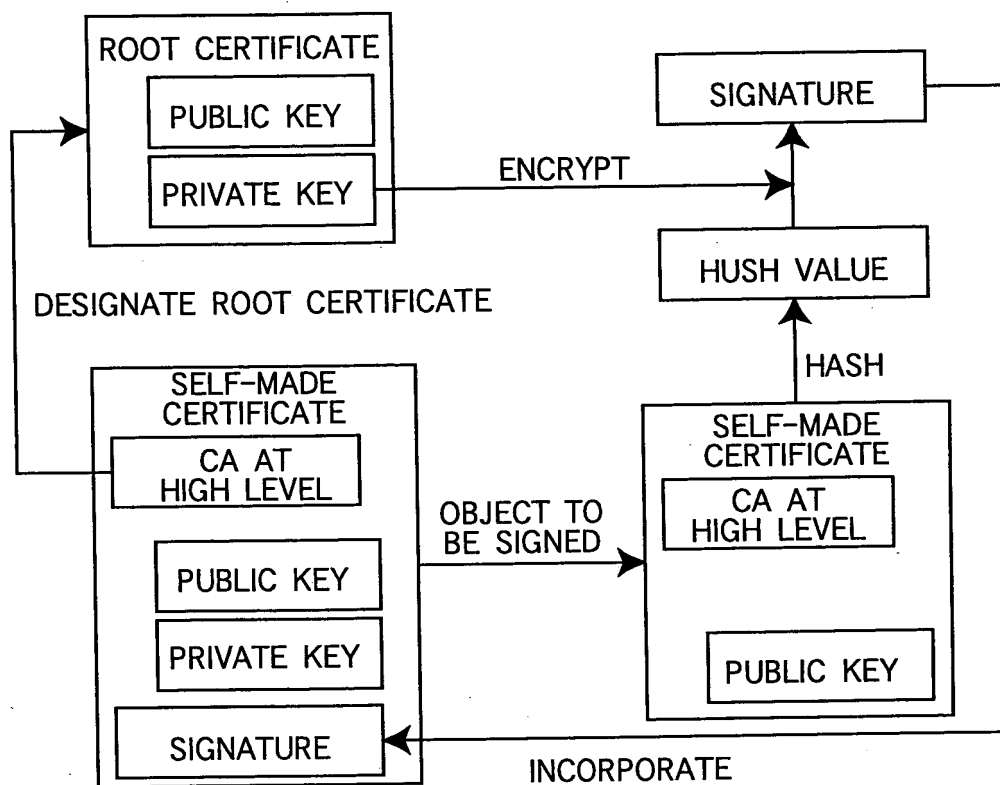 ROOT CERTIFICATE
PUBLIC KEY
PRIVATE KEY
SIGNATURE
ENCRYPT
HUSH VALUE
DESIGNATE ROOT CERTIFICATE
HASH
SELF-MADE
CERTIFICATE
CA AT
HIGH LEVEL
PUBLIC KEY
PRIVATE KEY
SIGNATURE
OBJECT TO
BE SIGNED
SELF-MADE
CERTIFICATE
CA AT
HIGH LEVEL
PUBLIC KEY
INCORPORATE